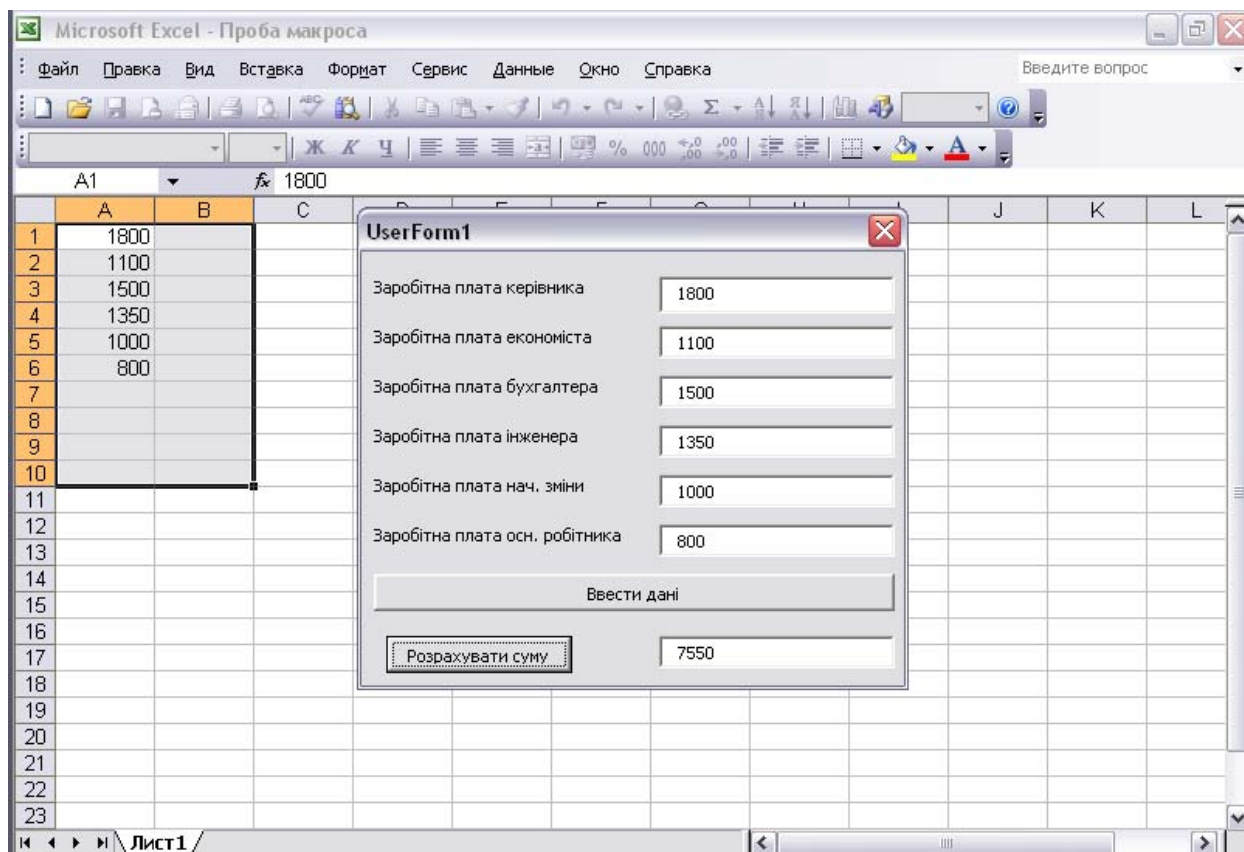 Microsoft Excel - Проба макроса
Файл Правка Вид Вставка Формат Сервис Данные Окно Справка Введите вопрос
Ж К Ч % 000 A
A1 fx 1800
A B C J K L
1 1800
2 1100
3 1500
4 1350
5 1000
6 800
7
8
9
10
11
12
13
14
15
16
17
18
19
20
21
22
23
UserForm1
Заробітна плата керівника 1800
Заробітна плата економіста 1100
Заробітна плата бухгалтера 1500
Заробітна плата інженера 1350
Заробітна плата нач. зміни 1000
Заробітна плата осн. робітника 800
Ввести дані
Розрахувати суму 7550
Лист1